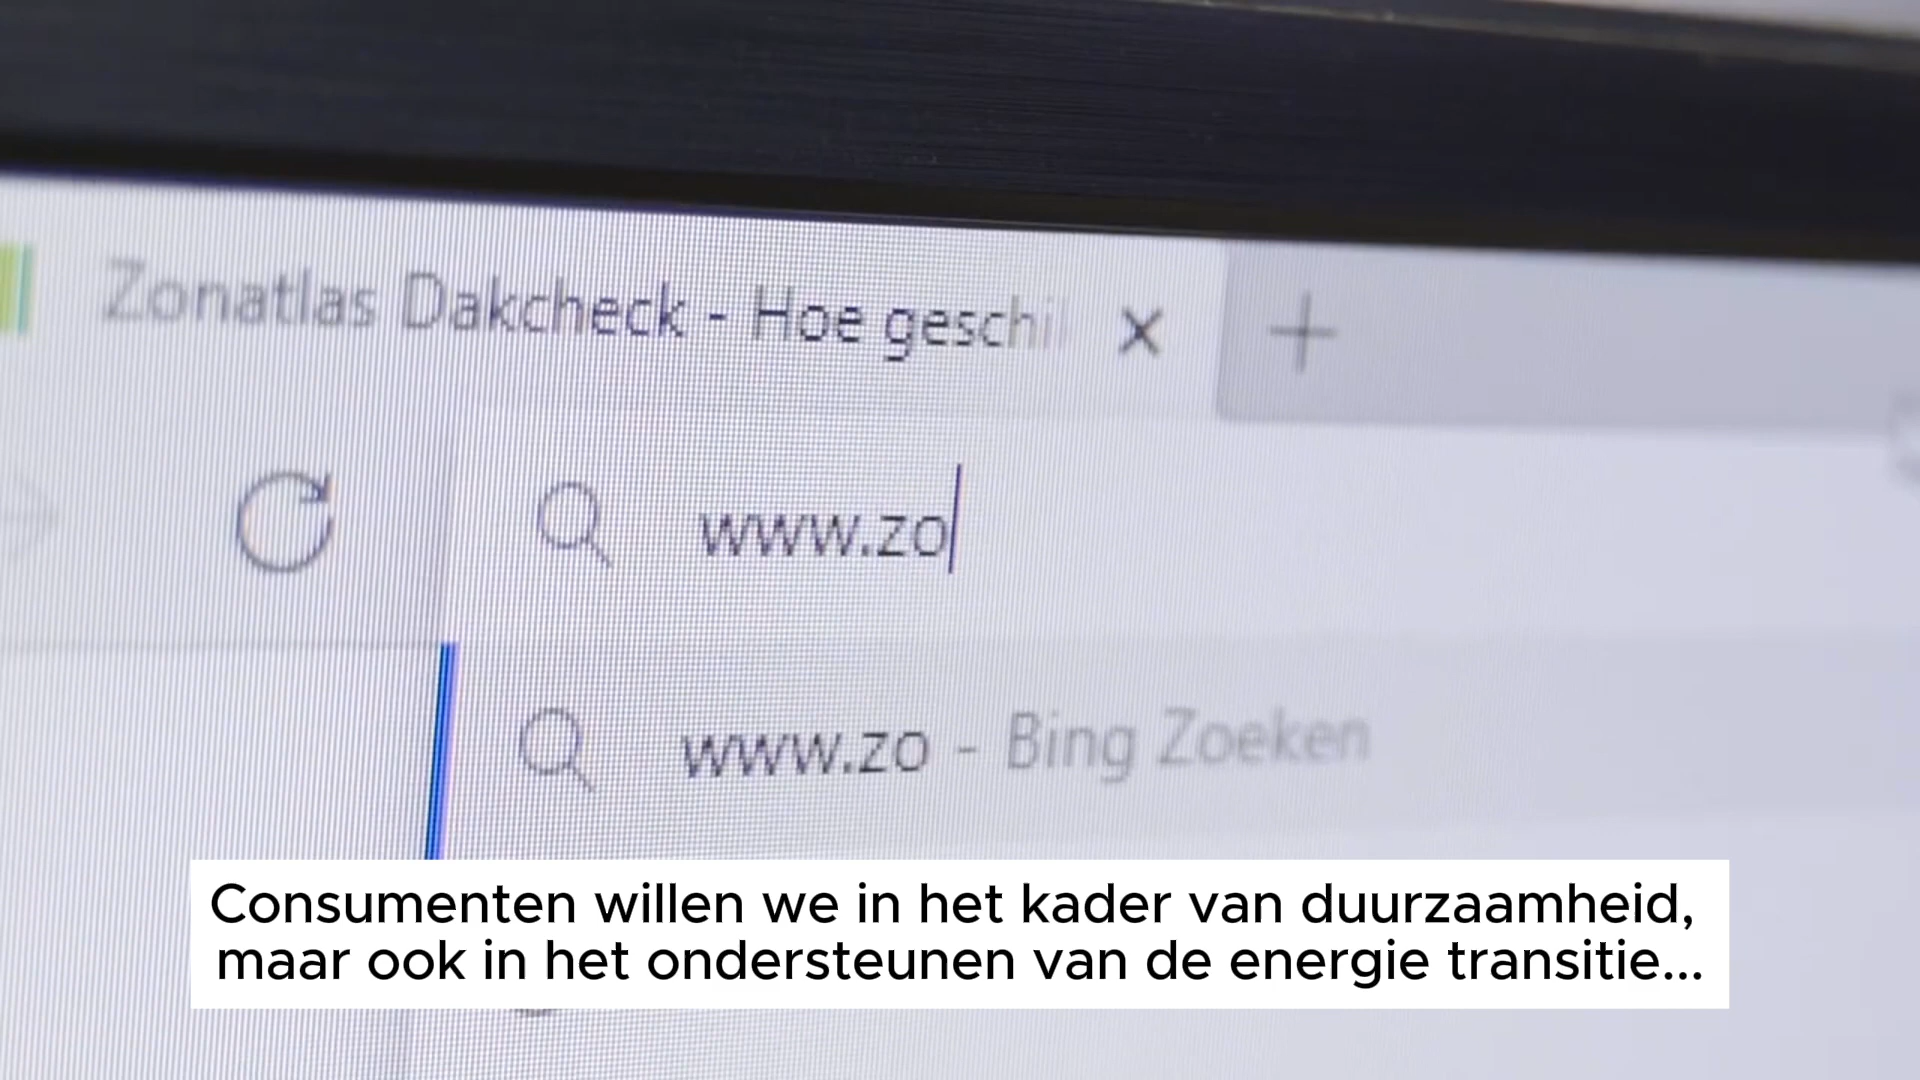 Zonatlas Dakcheck - Hoe geschi
www.zo
www.zo - Bing Zoeken
Consumenten willen we in het kader van duurzaamheid,
maar ook in het ondersteunen van de energie transitie...